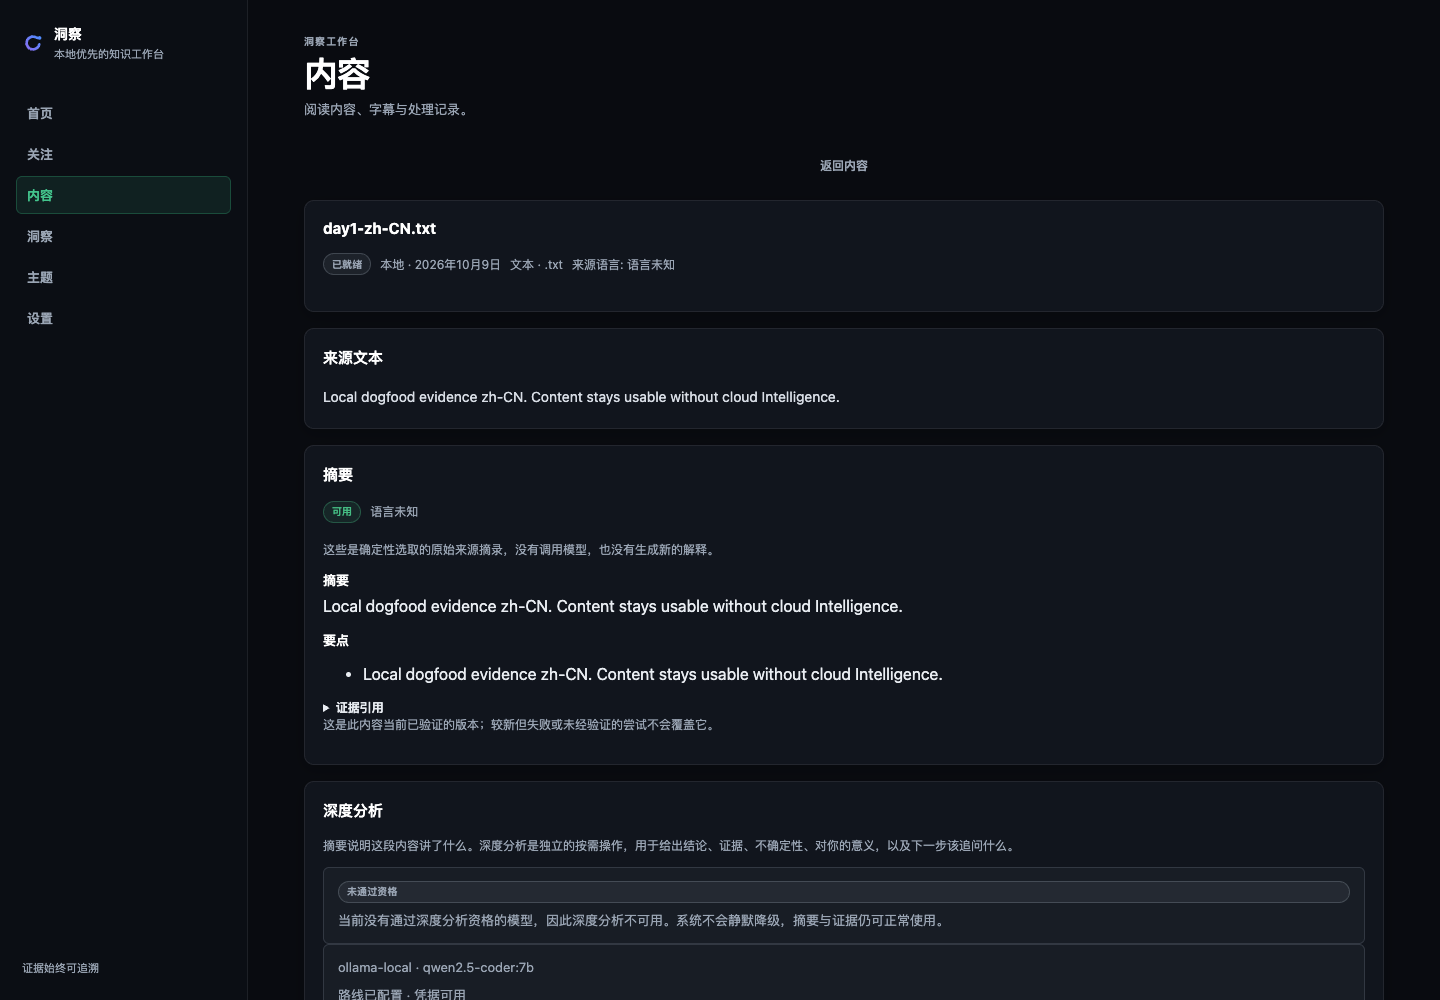 洞察
本地优先的知识工作台
首页
关注
内容
洞察
主题
设置
证据始终可追溯
洞察工作台
内容
阅读内容、字幕与处理记录。
返回内容
day1-zh-CN.txt
已就绪 本地 · 2026年10月9日 文本 · .txt 来源语言: 语言未知
来源文本
Local dogfood evidence zh-CN. Content stays usable without cloud Intelligence.
摘要
可用 语言未知
这些是确定性选取的原始来源摘录，没有调用模型，也没有生成新的解释。
摘要
Local dogfood evidence zh-CN. Content stays usable without cloud Intelligence.
要点
• Local dogfood evidence zh-CN. Content stays usable without cloud Intelligence.
▶ 证据引用
这是此内容当前已验证的版本；较新但失败或未经验证的尝试不会覆盖它。
深度分析
摘要说明这段内容讲了什么。深度分析是独立的按需操作，用于给出结论、证据、不确定性、对你的意义，以及下一步该追问什么。
未通过资格
当前没有通过深度分析资格的模型，因此深度分析不可用。系统不会静默降级，摘要与证据仍可正常使用。
ollama-local · qwen2.5-coder:7b
路线已配置 · 凭据可用